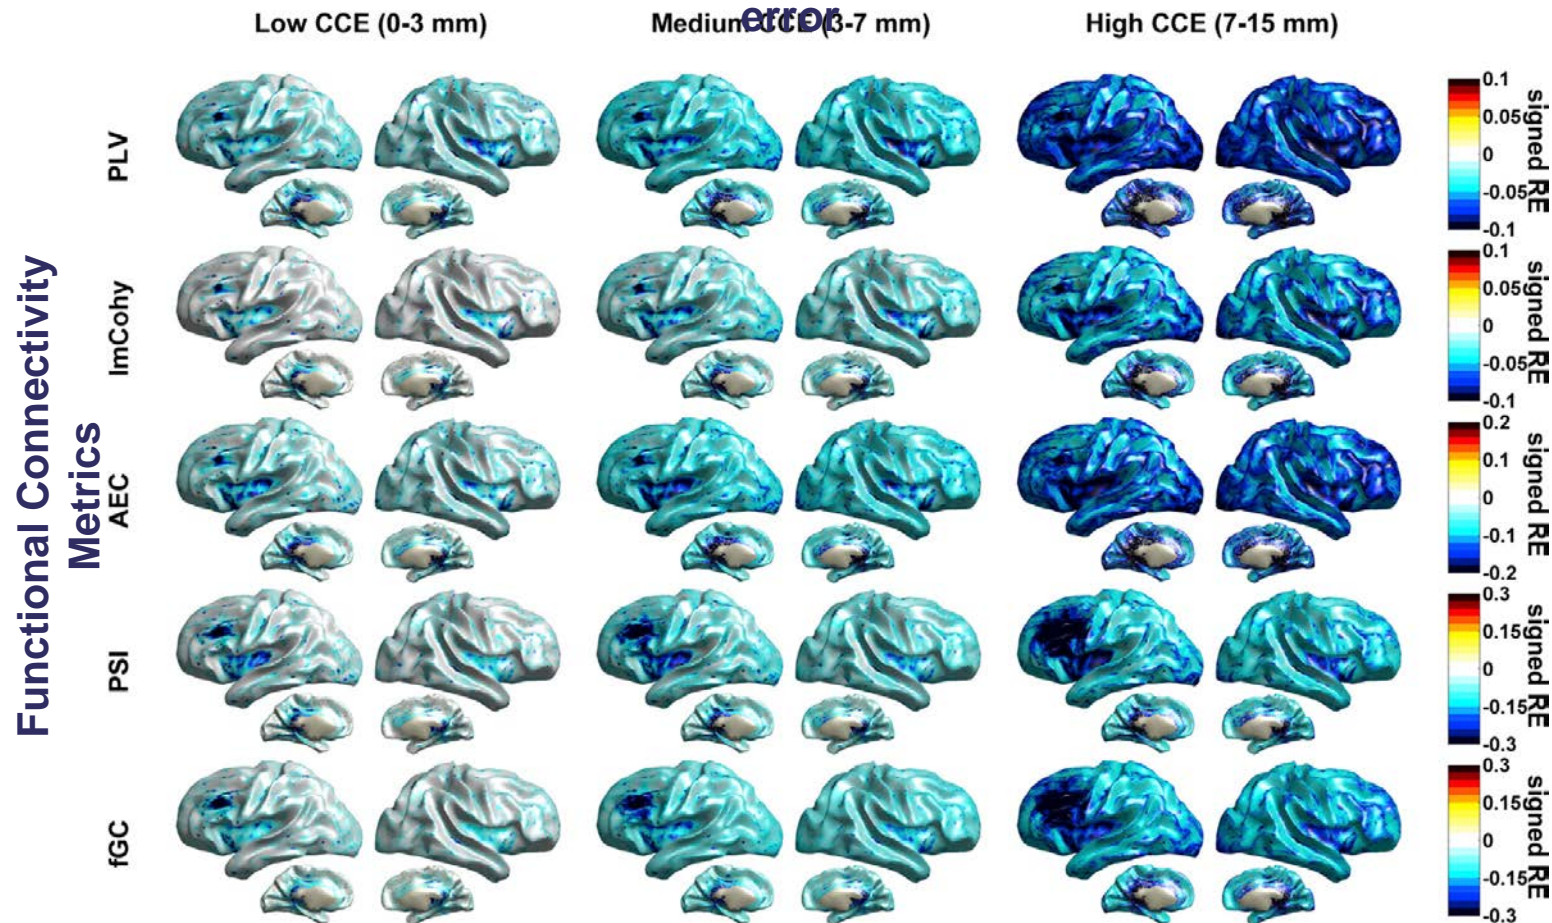 error
Low CCE (0-3 mm)
Medium CCE (3-7 mm)
High CCE (7-15 mm)
Functional Connectivity
Metrics
PLV
0.1
0.05
0
-0.05
-0.1
signed RE
ImCohy
0.1
0.05
0
-0.05
-0.1
signed RE
AEC
0.2
0.1
0
-0.1
-0.2
signed RE
PSI
0.3
0.15
0
-0.15
-0.3
signed RE
fGC
0.3
0.15
0
-0.15
-0.3
signed RE